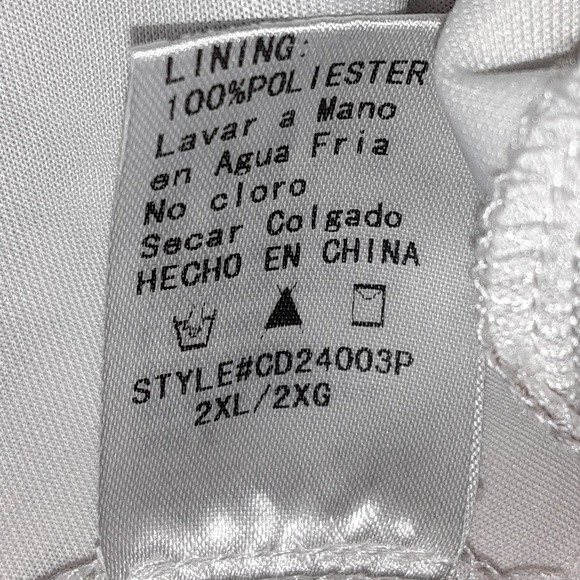 LINING:
100%POLIESTER
Lavar a Mano
en Agua Fria
No cloro
Secar Colgado
HECHO EN CHINA
STYLE#CD24003P
2XL/2XG